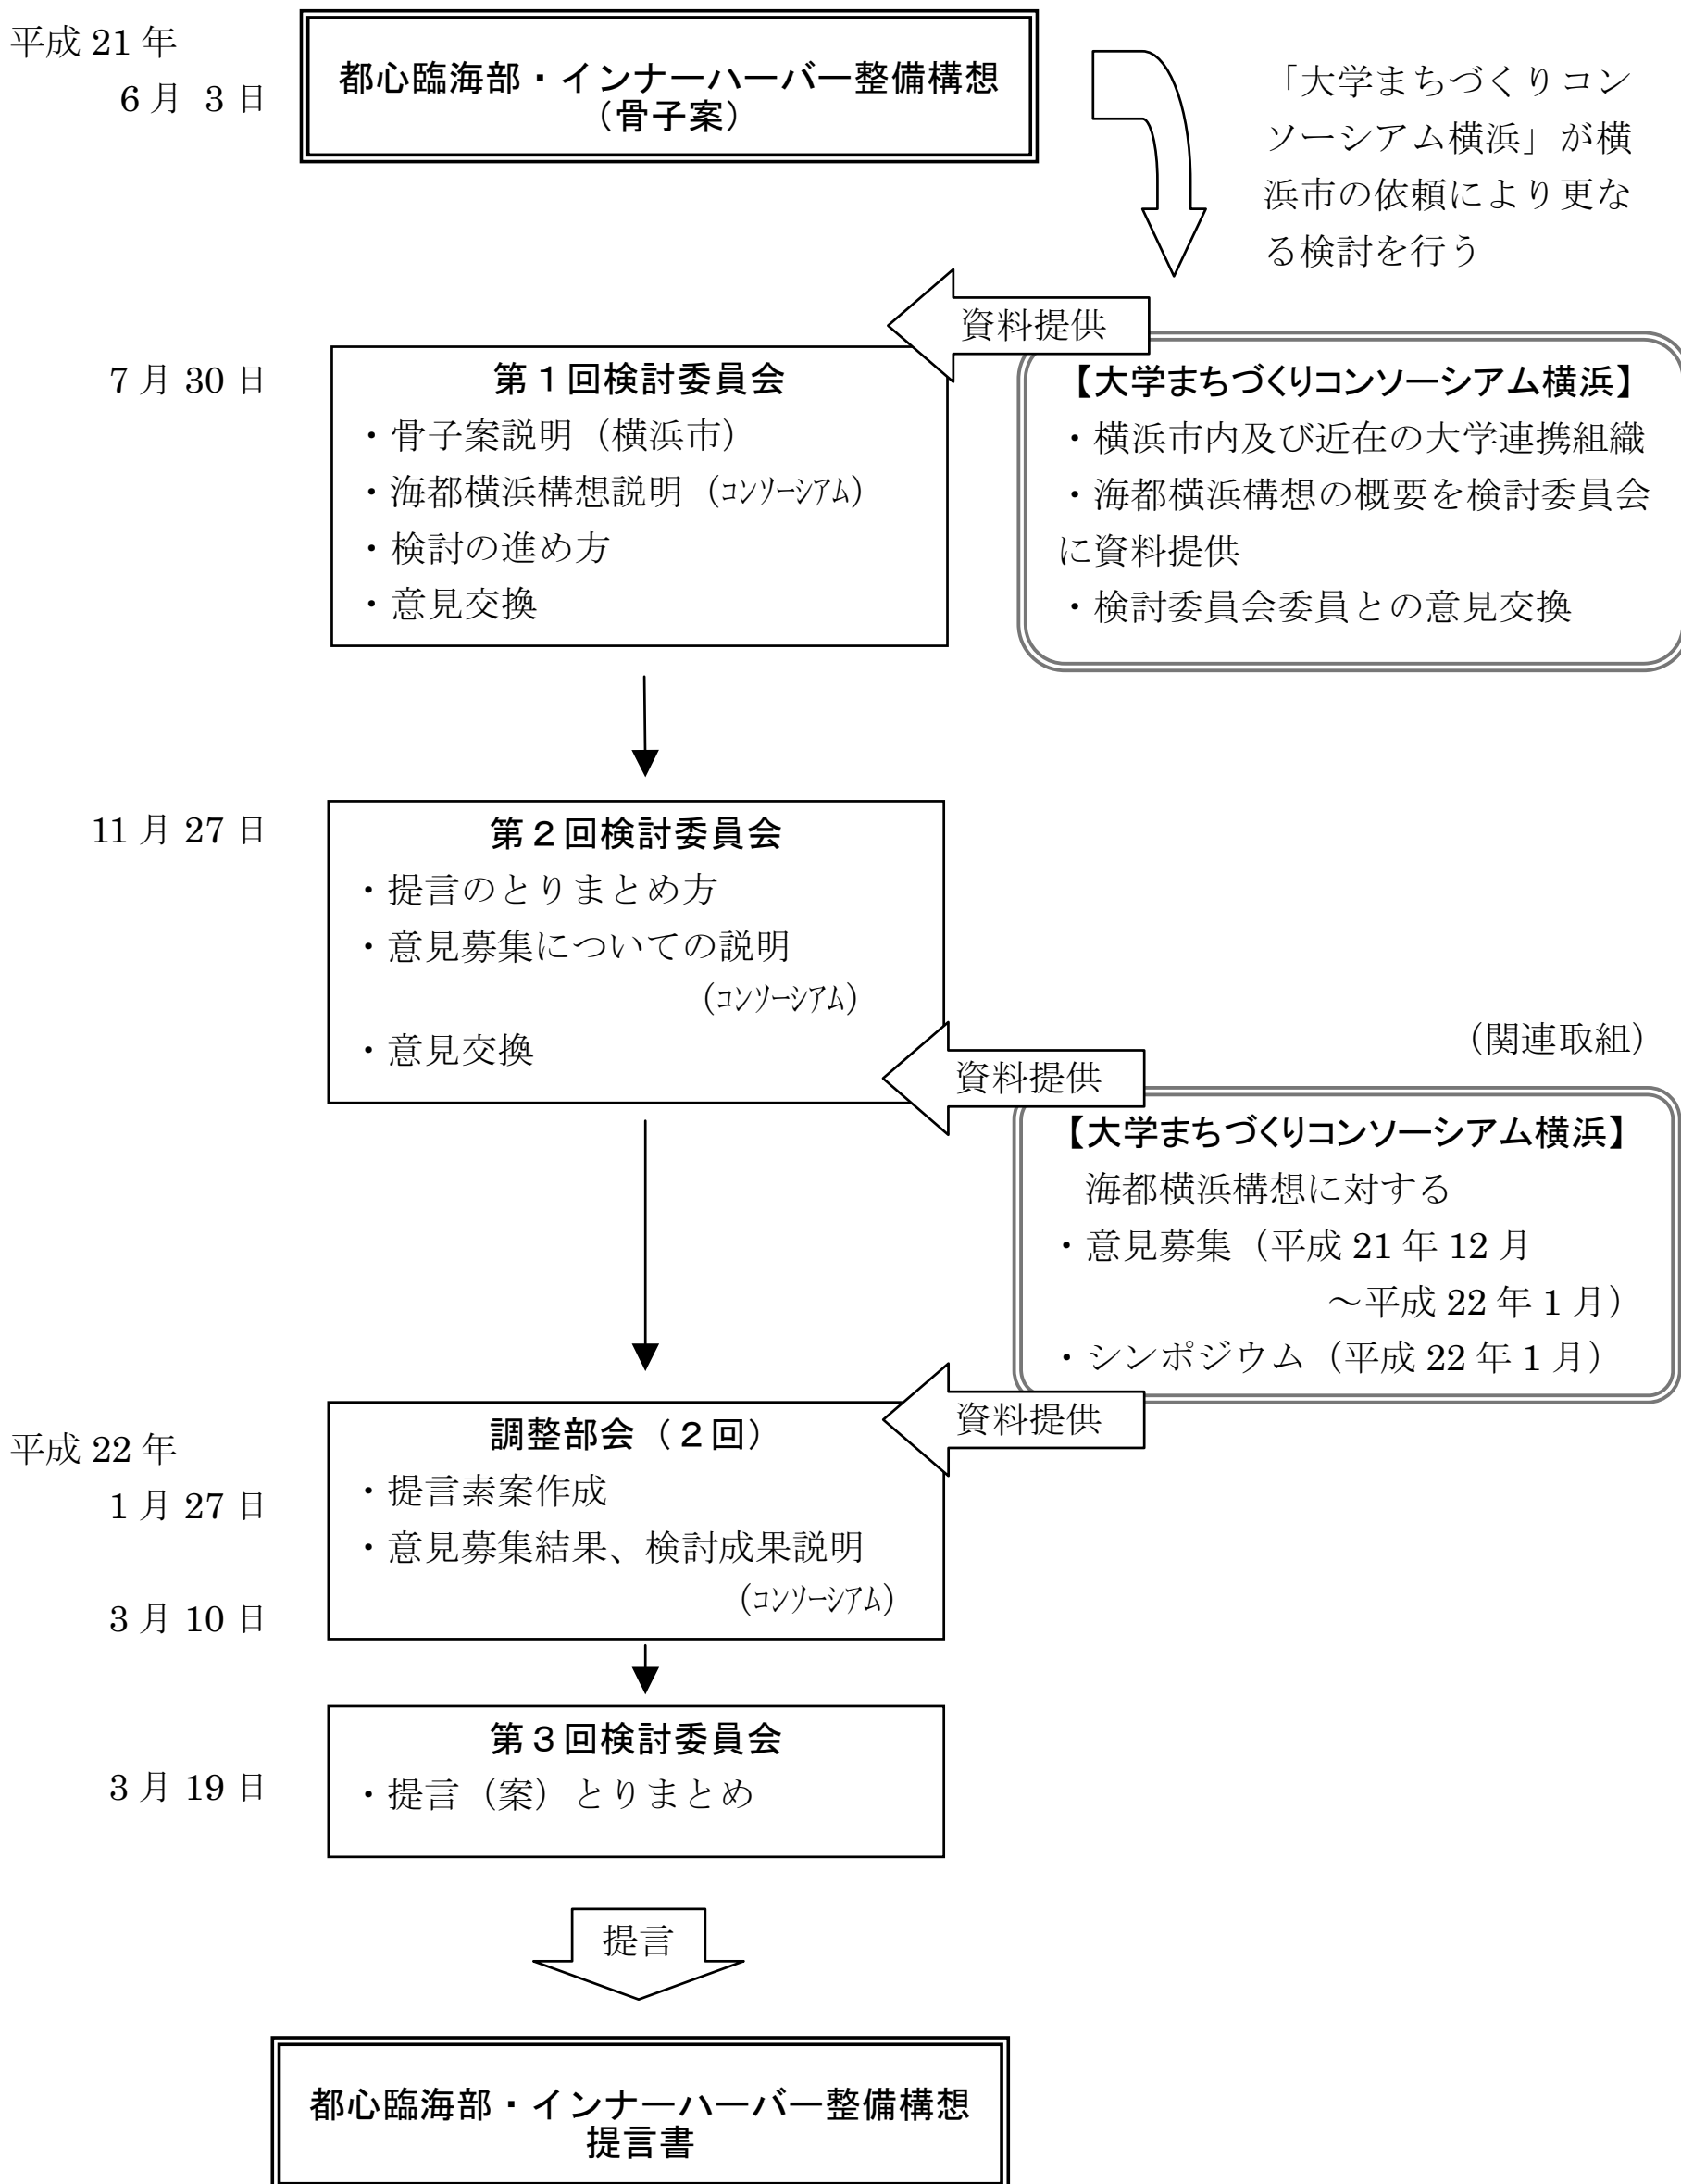 平成 21 年
6 月 3 日
都心臨海部・インナーハーバー整備構想
（骨子案）
「大学まちづくりコン
ソーシアム横浜」が横
浜市の依頼により更な
る検討を行う
資料提供
7 月 30 日
第１回検討委員会
・骨子案説明（横浜市）
・海都横浜構想説明（ｺﾝｿｰｼｱﾑ）
・検討の進め方
・意見交換
【大学まちづくりコンソーシアム横浜】
・横浜市内及び近在の大学連携組織
・海都横浜構想の概要を検討委員会
に資料提供
・検討委員会委員との意見交換
11 月 27 日
第２回検討委員会
・提言のとりまとめ方
・意見募集についての説明
（ｺﾝｿｰｼｱﾑ）
・意見交換
資料提供
（関連取組）
【大学まちづくりコンソーシアム横浜】
海都横浜構想に対する
・意見募集（平成 21 年 12 月
～平成 22 年 1 月）
・シンポジウム（平成 22 年 1 月）
資料提供
平成 22 年
1 月 27 日
3 月 10 日
調整部会（２回）
・提言素案作成
・意見募集結果、検討成果説明
（ｺﾝｿｰｼｱﾑ）
3 月 19 日
第３回検討委員会
・提言（案）とりまとめ
提言
都心臨海部・インナーハーバー整備構想
提言書